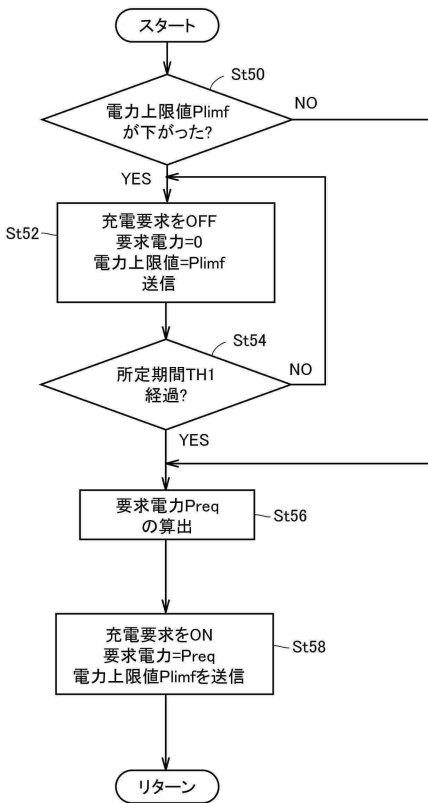 スタート
St50
電力上限値Plimf
が下がった?
NO
YES
St52
充電要求をOFF
要求電力=0
電力上限値=Plimf
送信
St54
所定期間TH1
経過?
NO
YES
要求電力Preq
の算出
St56
充電要求をON
要求電力=Preq
電力上限値Plimfを送信
St58
リターン